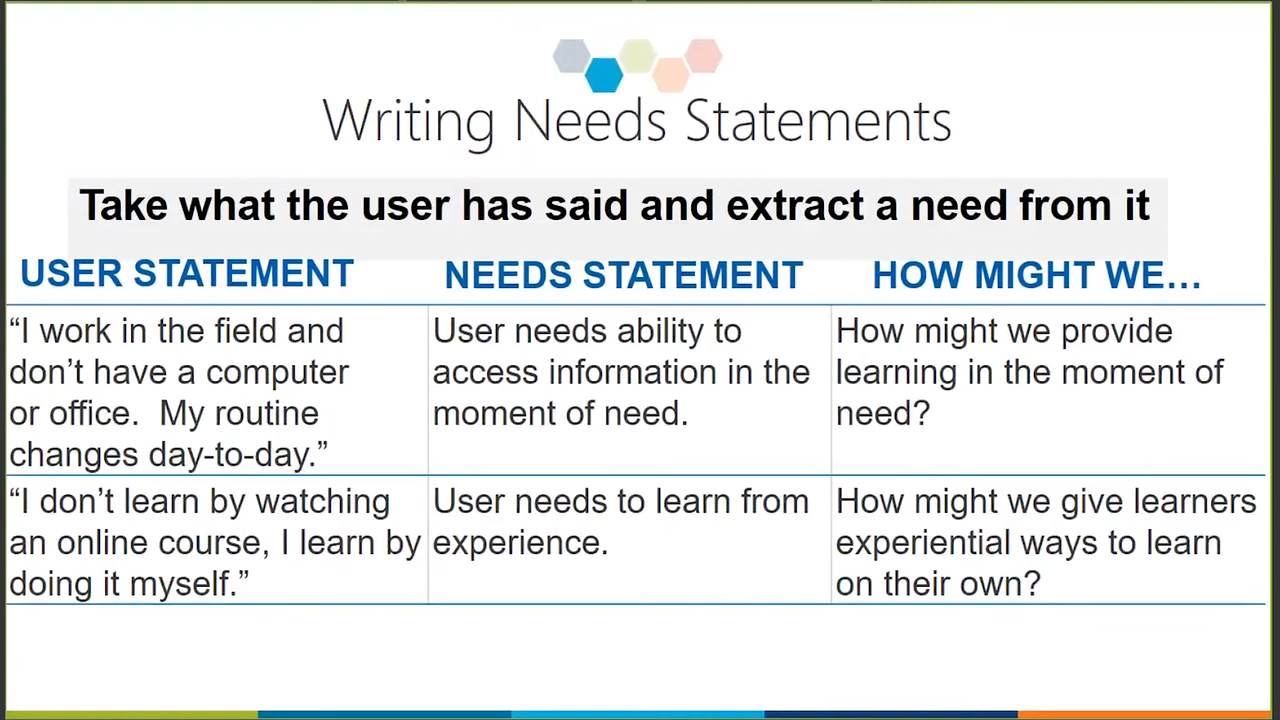 Writing Needs Statements
Take what the user has said and extract a need from it
USER STATEMENT
NEEDS STATEMENT
HOW MIGHT WE…
“I work in the field and
don’t have a computer
or office.  My routine
changes day-to-day.”
User needs ability to
access information in the
moment of need.
How might we provide
learning in the moment of
need?
“I don’t learn by watching
an online course, I learn by
doing it myself.”
User needs to learn from
experience.
How might we give learners
experiential ways to learn
on their own?